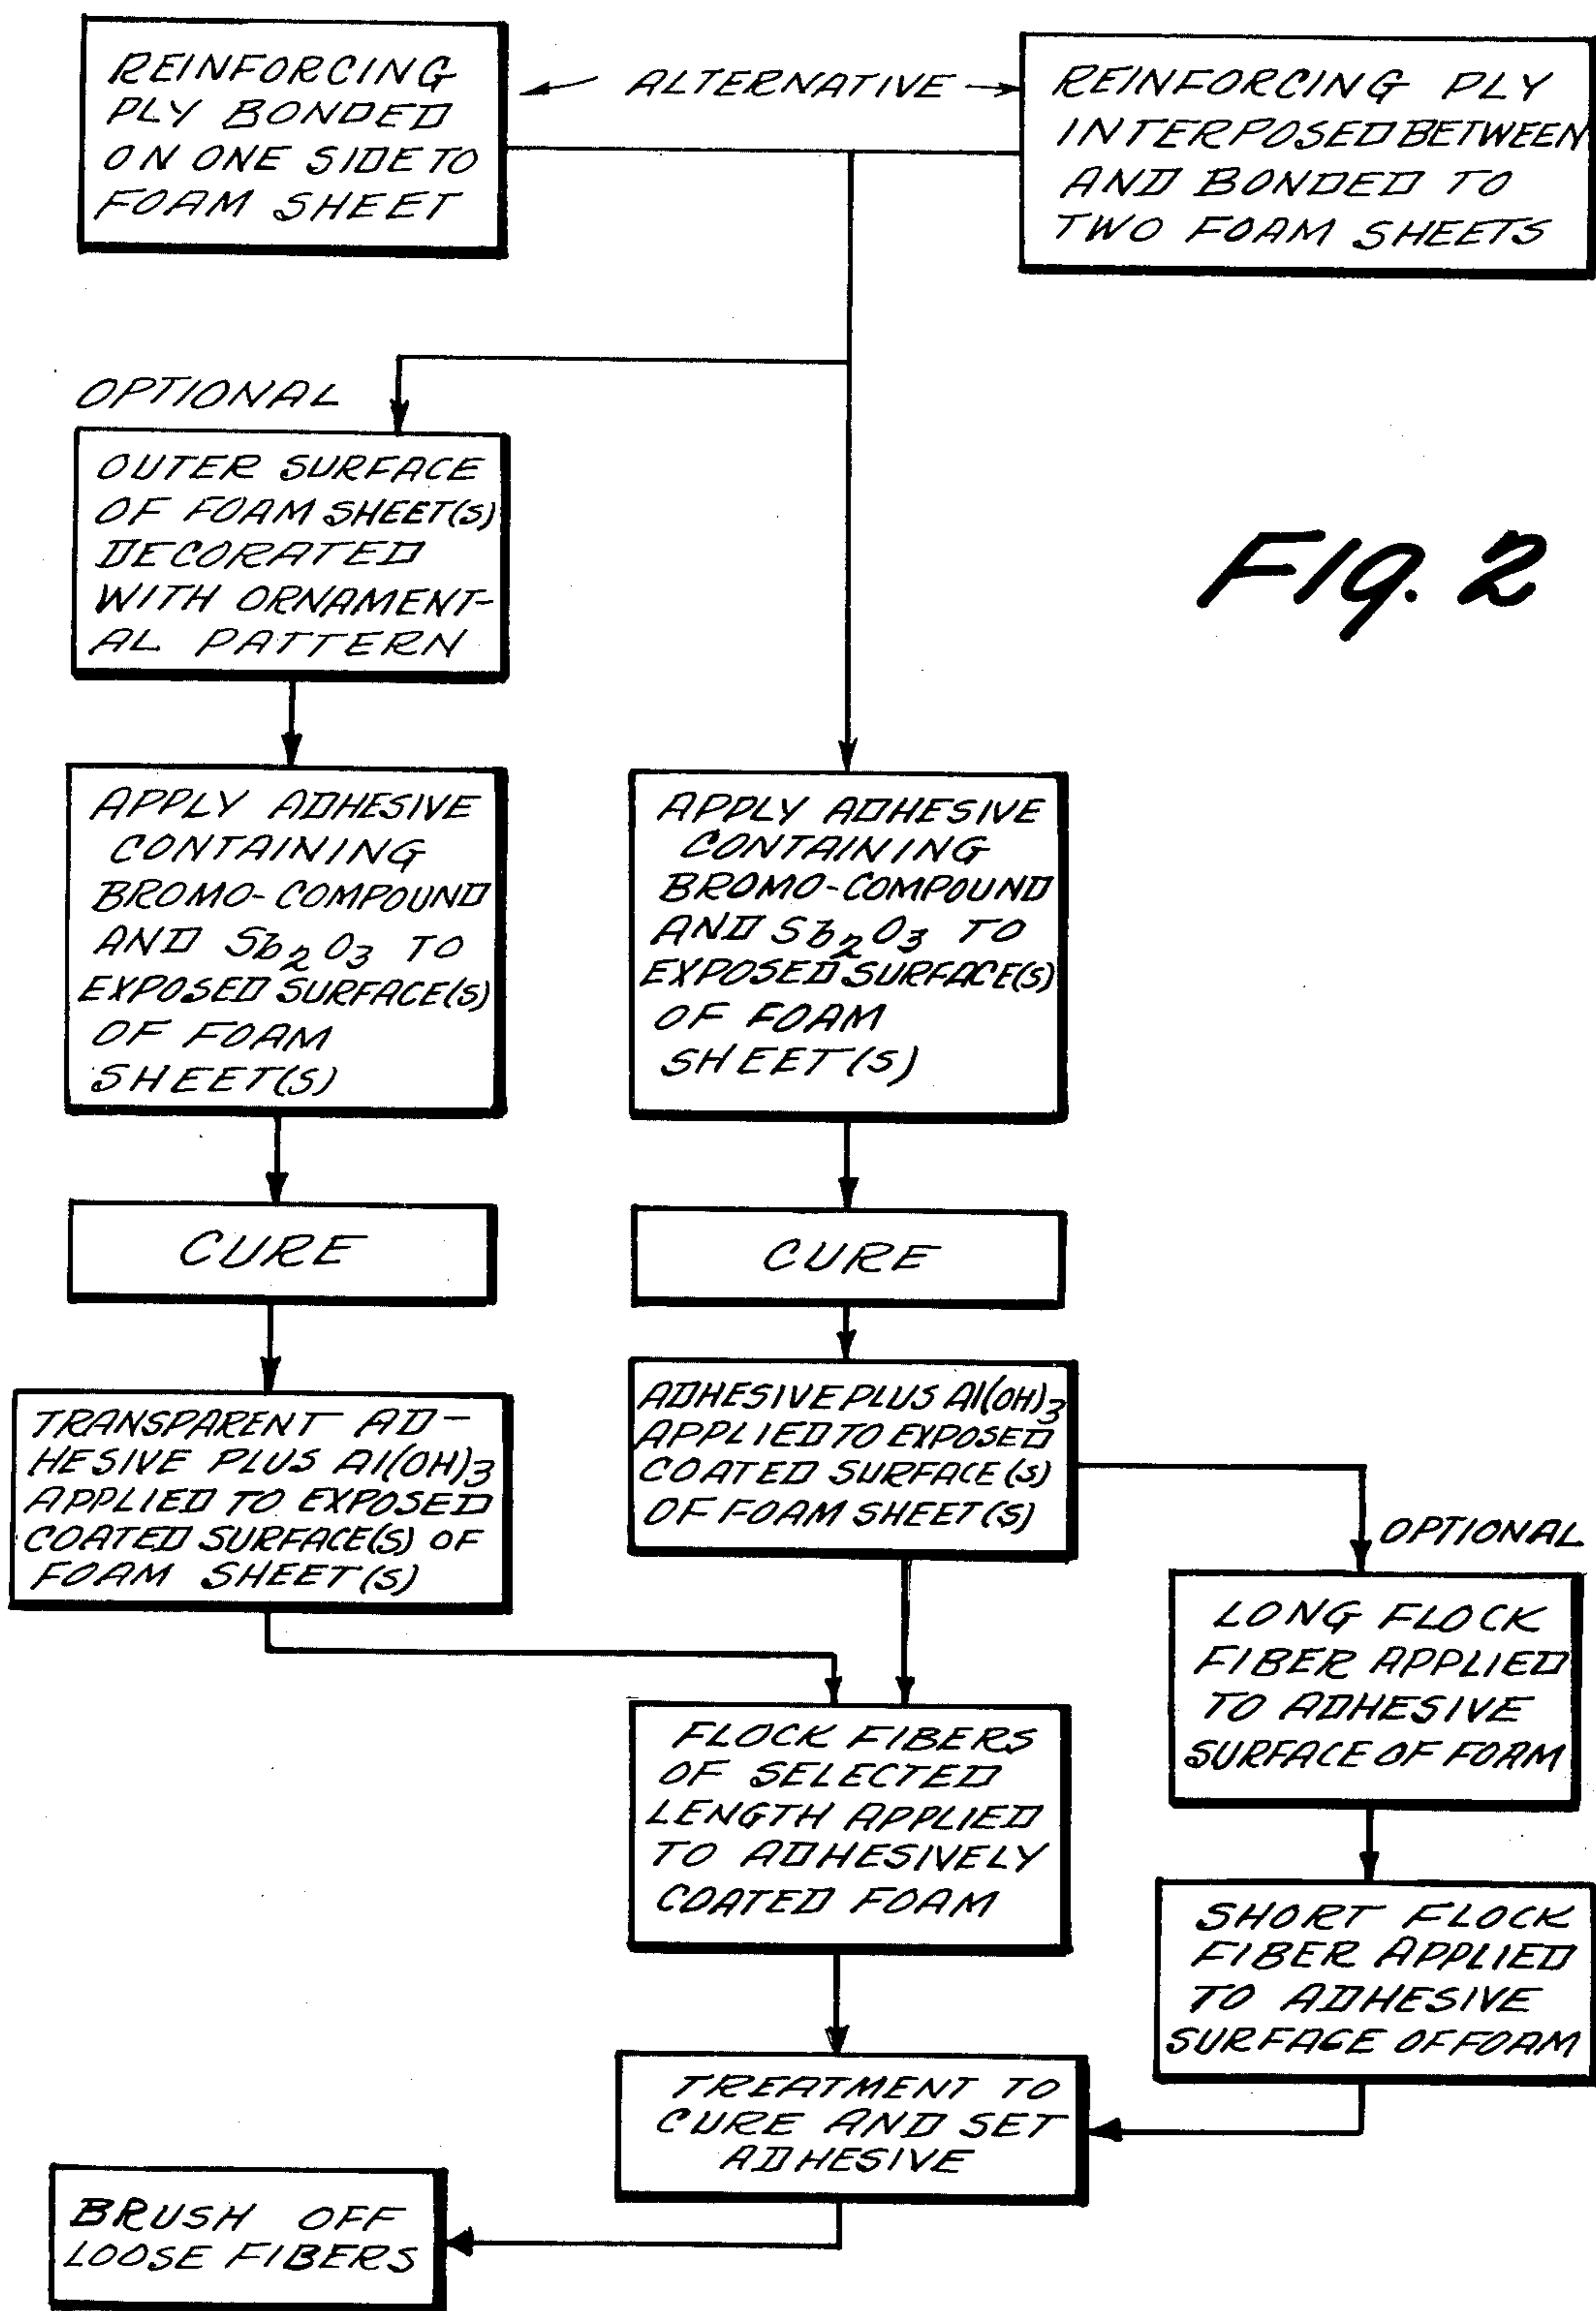 REINFORCING
PLY BONDED
ON ONE SIDE TO
FOAM SHEET
ALTERNATIVE
REINFORCING PLY
INTERPOSED BETWEEN
AND BONDED TO
TWO FOAM SHEETS
OPTIONAL
OUTER SURFACE
OF FOAM SHEET(S)
DECORATED
WITH ORNAMENT-
AL PATTERN
FIG. 2
APPLY ADHESIVE
CONTAINING
BROMO-COMPOUND
AND Sb2O3 TO
EXPOSED SURFACE(S)
OF FOAM
SHEET(S)
APPLY ADHESIVE
CONTAINING
BROMO-COMPOUND
AND Sb2O3 TO
EXPOSED SURFACE(S)
OF FOAM
SHEET(S)
CURE
CURE
TRANSPARENT AD-
HESIVE PLUS Al(OH)3
APPLIED TO EXPOSED
COATED SURFACE(S) OF
FOAM SHEET(S)
ADHESIVE PLUS Al(OH)3
APPLIED TO EXPOSED
COATED SURFACE(S)
OF FOAM SHEET(S)
OPTIONAL
LONG FLOCK
FIBER APPLIED
TO ADHESIVE
SURFACE OF FOAM
FLOCK FIBERS
OF SELECTED
LENGTH APPLIED
TO ADHESIVELY
COATED FOAM
SHORT FLOCK
FIBER APPLIED
TO ADHESIVE
SURFACE OF FOAM
TREATMENT TO
CURE AND SET
ADHESIVE
BRUSH OFF
LOOSE FIBERS